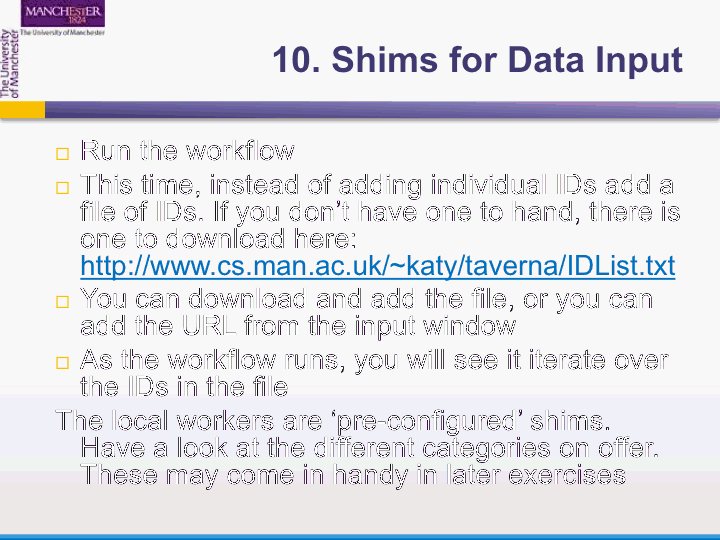 MANCHESTER
1824
The University of Manchester
The University
of Manchester
10. Shims for Data Input
Run the workflow
This time, instead of adding individual IDs add a
file of IDs. If you don’t have one to hand, there is
one to download here:
http://www.cs.man.ac.uk/~katy/taverna/IDList.txt
You can download and add the file, or you can
add the URL from the input window
As the workflow runs, you will see it iterate over
the IDs in the file
The local workers are ‘pre-configured’ shims.
Have a look at the different categories on offer.
These may come in handy in later exercises